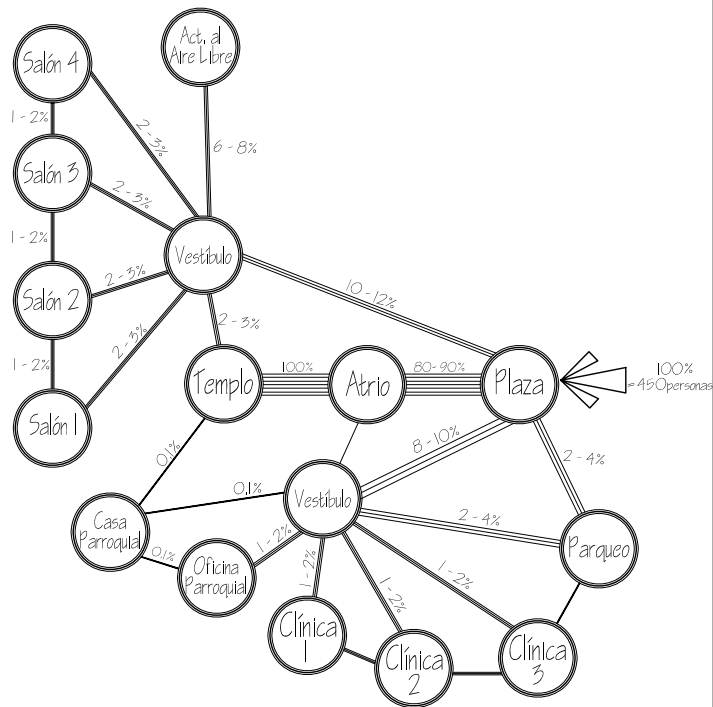 Act. al
Aire Libre
Salón 4
1 - 2%
2 - 3%
6 - 8%
Salón 3
2 - 3%
1 - 2%
Vestíbulo
2 - 3%
Salón 2
10 - 12%
2 - 3%
2 - 3%
1 - 2%
Templo
100%
Atrio
80-90%
Plaza
100%
=450personas
Salón 1
8 - 10%
0,1%
2 - 4%
0,1%
Vestíbulo
2 - 4%
Casa
Parroquial
1 - 2%
Parqueo
0,1%
Oficina
Parroquial
1 - 2%
1 - 2%
1 - 2%
Clínica
1
Clínica
2
Clínica
3